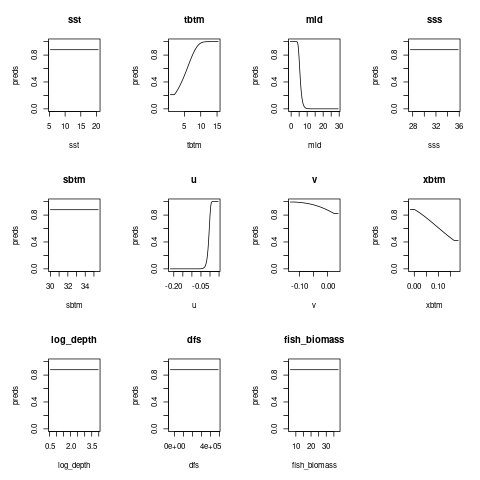 sst
tbtm
mld
sss
preds
0.0 0.4 0.8
5 10 15 20
sst
preds
0.0 0.4 0.8
5 10 15
tbtm
preds
0.0 0.4 0.8
0 10 20 30
mld
preds
0.0 0.4 0.8
28 32 36
sss
sbtm
u
v
xbtm
preds
0.0 0.4 0.8
30 32 34
sbtm
preds
0.0 0.4 0.8
-0.20 -0.05
u
preds
0.0 0.4 0.8
-0.10 0.00
v
preds
0.0 0.4 0.8
0.00 0.10
xbtm
log_depth
dfs
fish_biomass
preds
0.0 0.4 0.8
0.5 2.0 3.5
log_depth
preds
0.0 0.4 0.8
0e+00 4e+05
dfs
preds
0.0 0.4 0.8
10 20 30
fish_biomass